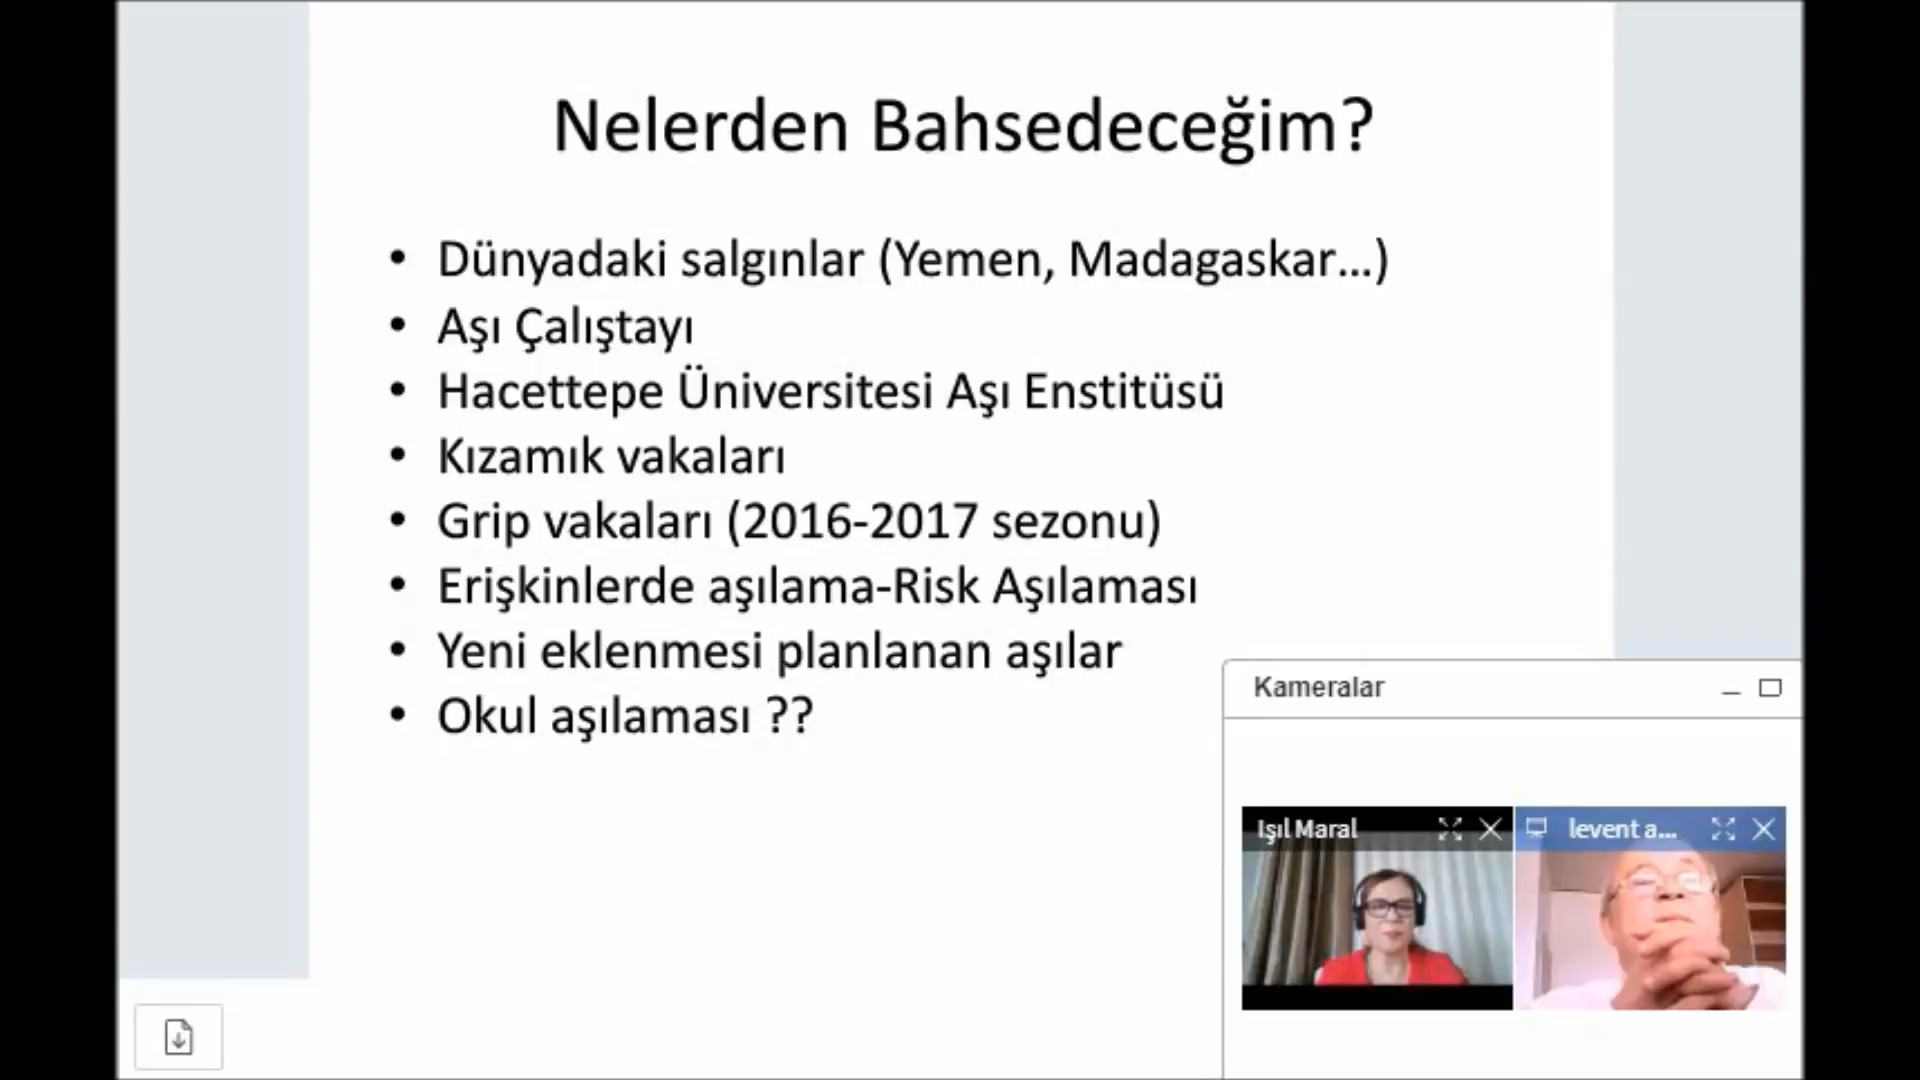 Nelerden Bahsedeceğim?
• Dünyadaki salgınlar (Yemen, Madagaskar...)
• Aşı Çalıştayı
• Hacettepe Üniversitesi Aşı Enstitüsü
• Kızamık vakaları
• Grip vakaları (2016-2017 sezonu)
• Erişkinlerde aşılama-Risk Aşılaması
• Yeni eklenmesi planlanan aşılar
• Okul aşılaması ??
Kameralar
Işıl Maral
levent a...